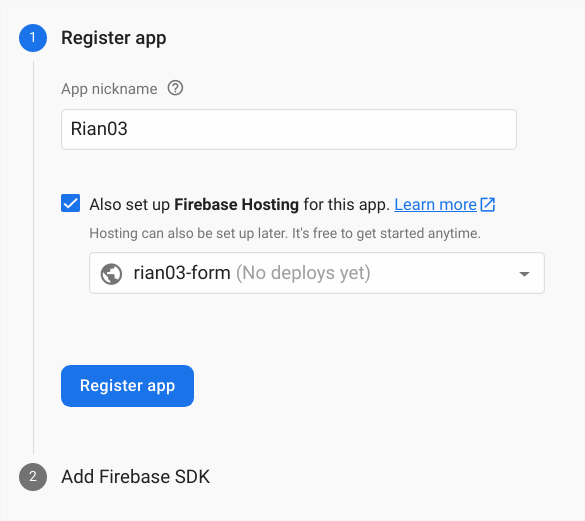 1 Register app
App nickname
Rian03
Also set up Firebase Hosting for this app. Learn more
Hosting can also be set up later. It's free to get started anytime.
rian03-form (No deploys yet)
Register app
2 Add Firebase SDK